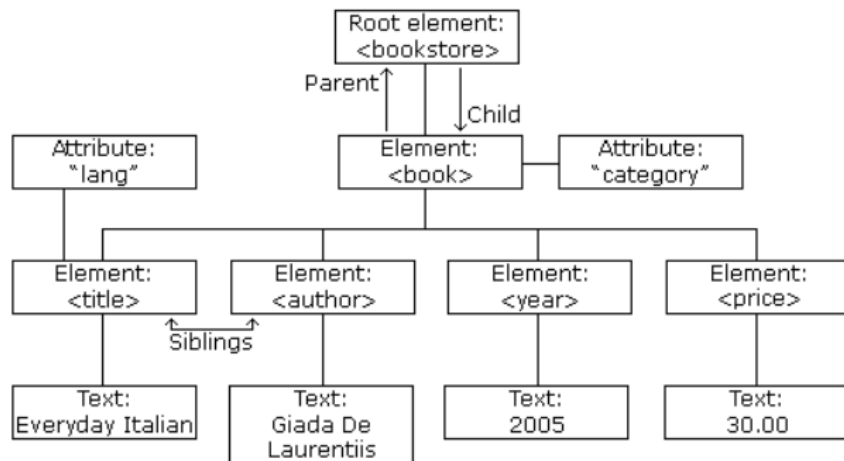 Root element:
<bookstore>
Parent
Child
Attribute:
“lang”
Element:
<book>
Attribute:
“category”
Element:
<title>
Element:
<author>
Element:
<year>
Element:
<price>
Siblings
Text:
Everyday Italian
Text:
Giada De
Laurentiis
Text:
2005
Text:
30.00